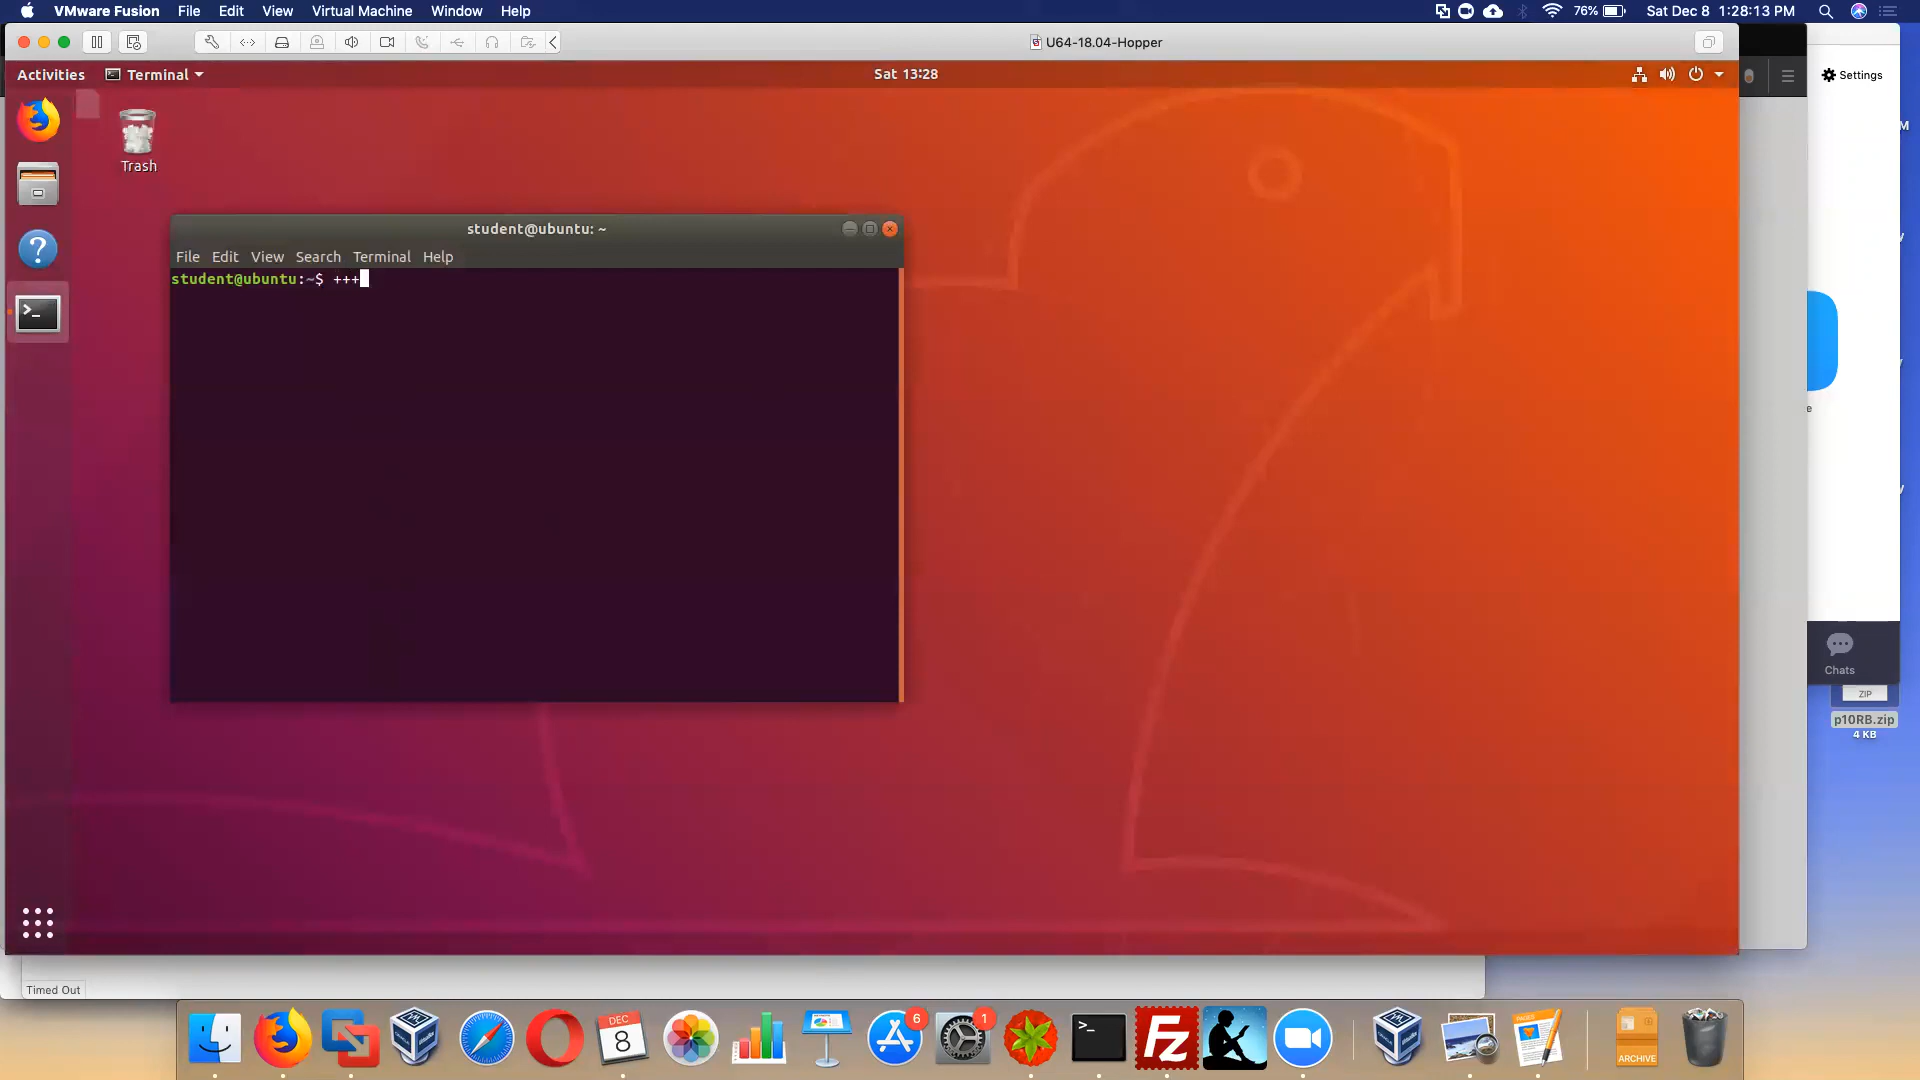 VMware Fusion File Edit View Virtual Machine Window Help 76% Sat Dec 8 1:28:13 PM
U64-18.04-Hopper
Activities Terminal Sat 13:28
Settings
Trash
student@ubuntu: ~
File Edit View Search Terminal Help
student@ubuntu:~$ +++
Chats
ZIP
p10RB.zip
4 KB
Timed Out
DEC
8
6
1
ARCHIVE